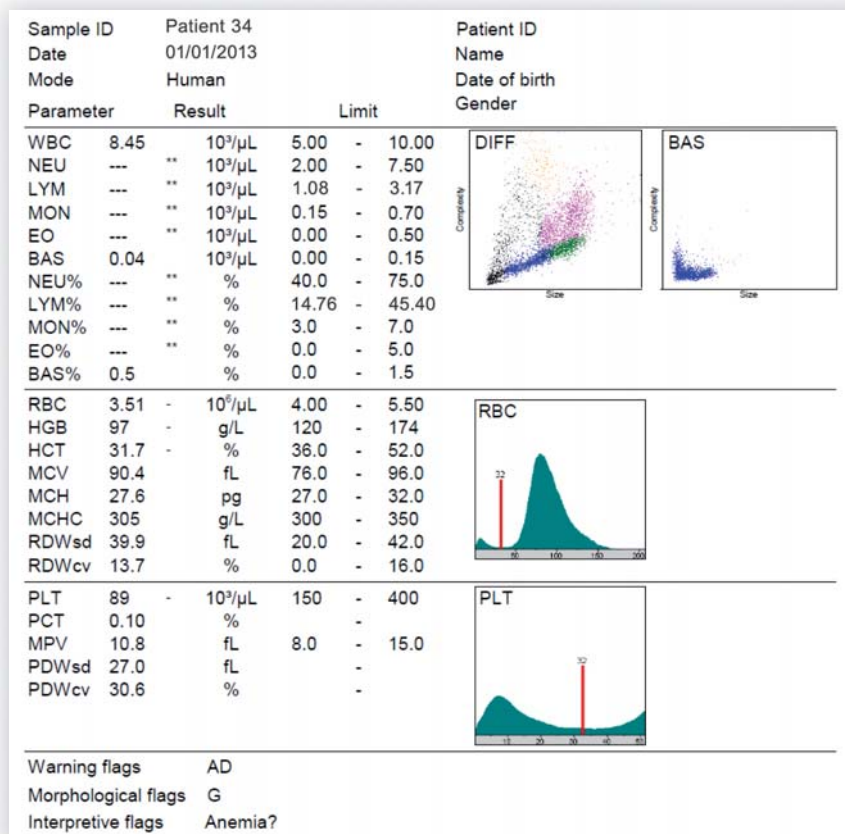 Sample ID Patient 34 Patient ID
Date 01/01/2013 Name
Mode Human Date of birth
Gender
Parameter Result Limit
WBC 8.45 10³/µL 5.00 - 10.00
NEU --- ** 10³/µL 2.00 - 7.50
LYM --- ** 10³/µL 1.08 - 3.17
MON --- ** 10³/µL 0.15 - 0.70
EO --- ** 10³/µL 0.00 - 0.50
BAS 0.04 10³/µL 0.00 - 0.15
NEU% --- ** % 40.0 - 75.0
LYM% --- ** % 14.76 - 45.40
MON% --- ** % 3.0 - 7.0
EO% --- ** % 0.0 - 5.0
BAS% 0.5 % 0.0 - 1.5
DIFF
Complexity
Size
BAS
Complexity
Size
RBC 3.51 - 10⁶/µL 4.00 - 5.50
HGB 97 - g/L 120 - 174
HCT 31.7 - % 36.0 - 52.0
MCV 90.4 fL 76.0 - 96.0
MCH 27.6 pg 27.0 - 32.0
MCHC 305 g/L 300 - 350
RDWsd 39.9 fL 20.0 - 42.0
RDWcv 13.7 % 0.0 - 16.0
RBC
32
50 100 150 200
PLT 89 - 10³/µL 150 - 400
PCT 0.10 % -
MPV 10.8 fL 8.0 - 15.0
PDWsd 27.0 fL -
PDWcv 30.6 % -
PLT
32
10 20 30 40 50
Warning flags AD
Morphological flags G
Interpretive flags Anemia?